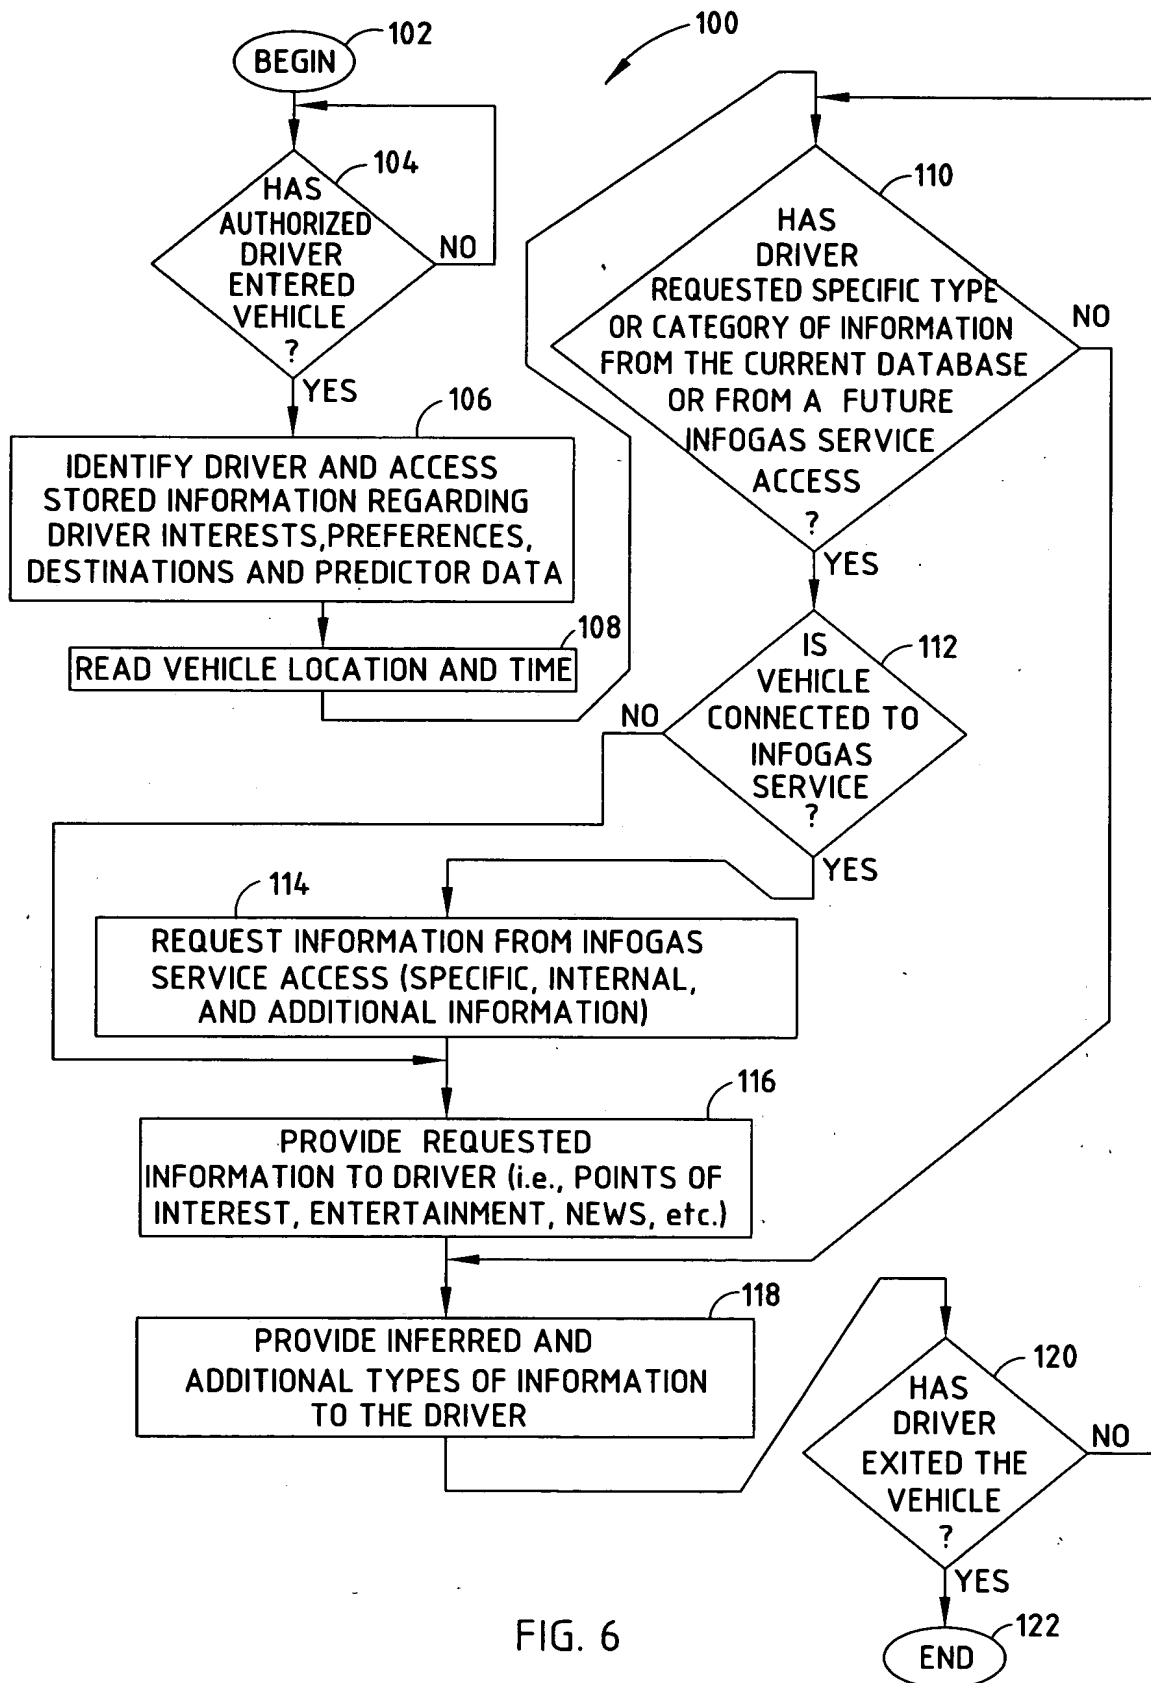 100
102
BEGIN
104
HAS
AUTHORIZED
DRIVER
ENTERED
VEHICLE
?
NO
YES
106
IDENTIFY DRIVER AND ACCESS
STORED INFORMATION REGARDING
DRIVER INTERESTS,PREFERENCES,
DESTINATIONS AND PREDICTOR DATA
108
READ VEHICLE LOCATION AND TIME
110
HAS
DRIVER
REQUESTED SPECIFIC TYPE
OR CATEGORY OF INFORMATION
FROM THE CURRENT DATABASE
OR FROM A FUTURE
INFOGAS SERVICE
ACCESS
?
NO
YES
112
IS
VEHICLE
CONNECTED TO
INFOGAS
SERVICE
?
NO
YES
114
REQUEST INFORMATION FROM INFOGAS
SERVICE ACCESS (SPECIFIC, INTERNAL,
AND ADDITIONAL INFORMATION)
116
PROVIDE REQUESTED
INFORMATION TO DRIVER (i.e., POINTS OF
INTEREST, ENTERTAINMENT, NEWS, etc.)
118
PROVIDE INFERRED AND
ADDITIONAL TYPES OF INFORMATION
TO THE DRIVER
120
HAS
DRIVER
EXITED THE
VEHICLE
?
NO
YES
122
END
FIG. 6